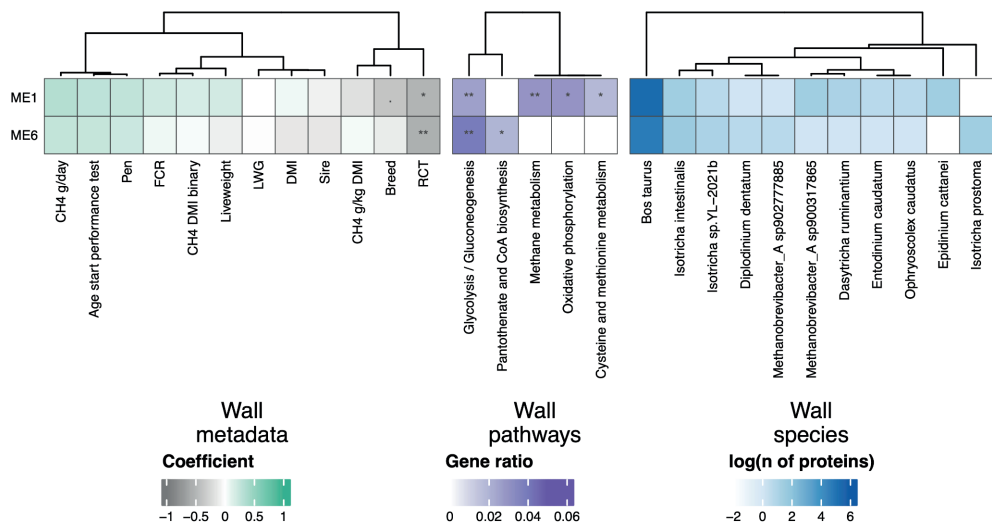 ME1
* ** ** * *
.
ME6
** ** *
CH4 g/day
Age start performance test
Pen
FCR
CH4 DMI binary
Liveweight
LWG
DMI
Sire
CH4 g/kg DMI
Breed
RCT
Glycolysis / Gluconeogenesis
Pantothenate and CoA biosynthesis
Methane metabolism
Oxidative phosphorylation
Cysteine and methionine metabolism
Bos taurus
Isotricha intestinalis
Isotricha sp.YL-2021b
Diplodinium dentatum
Methanobrevibacter_A sp902777885
Methanobrevibacter_A sp900317865
Dasytricha ruminantium
Entodinium caudatum
Ophryoscolex caudatus
Epidinium cattanei
Isotricha prostoma
Wall
metadata
Coefficient
−1 −0.5 0 0.5 1
Wall
pathways
Gene ratio
0 0.02 0.04 0.06
Wall
species
log(n of proteins)
−2 0 2 4 6